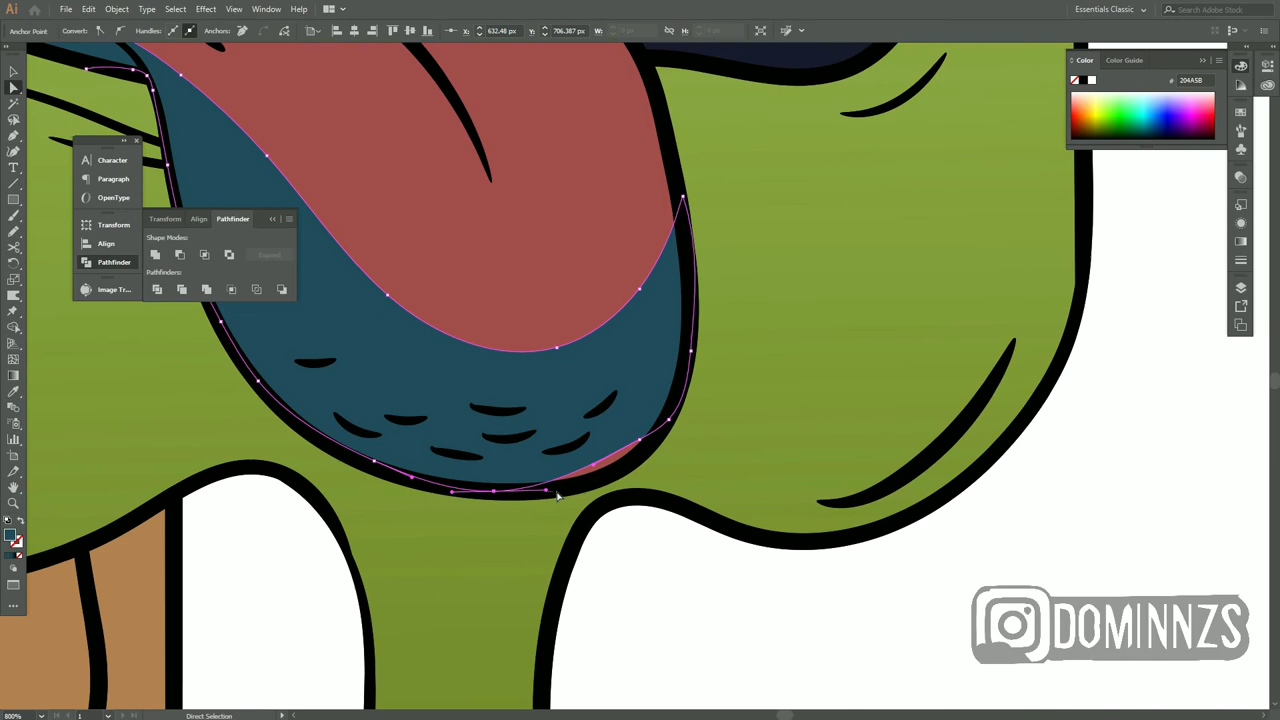 Ai File Edit Object Type Select Effect View Window Help Essentials Classic Search Adobe Stock
Anchor Point Convert: Handles: Anchors: X: 632.48 px Y: 706.387 px W: H:
Color Color Guide
# 204A5B
Character
Paragraph
OpenType
Transform
Align
Pathfinder
Image Tr...
Transform Align Pathfinder
Shape Modes:
Expand
Pathfinders:
DOMINNZS
800% 1 Direct Selection